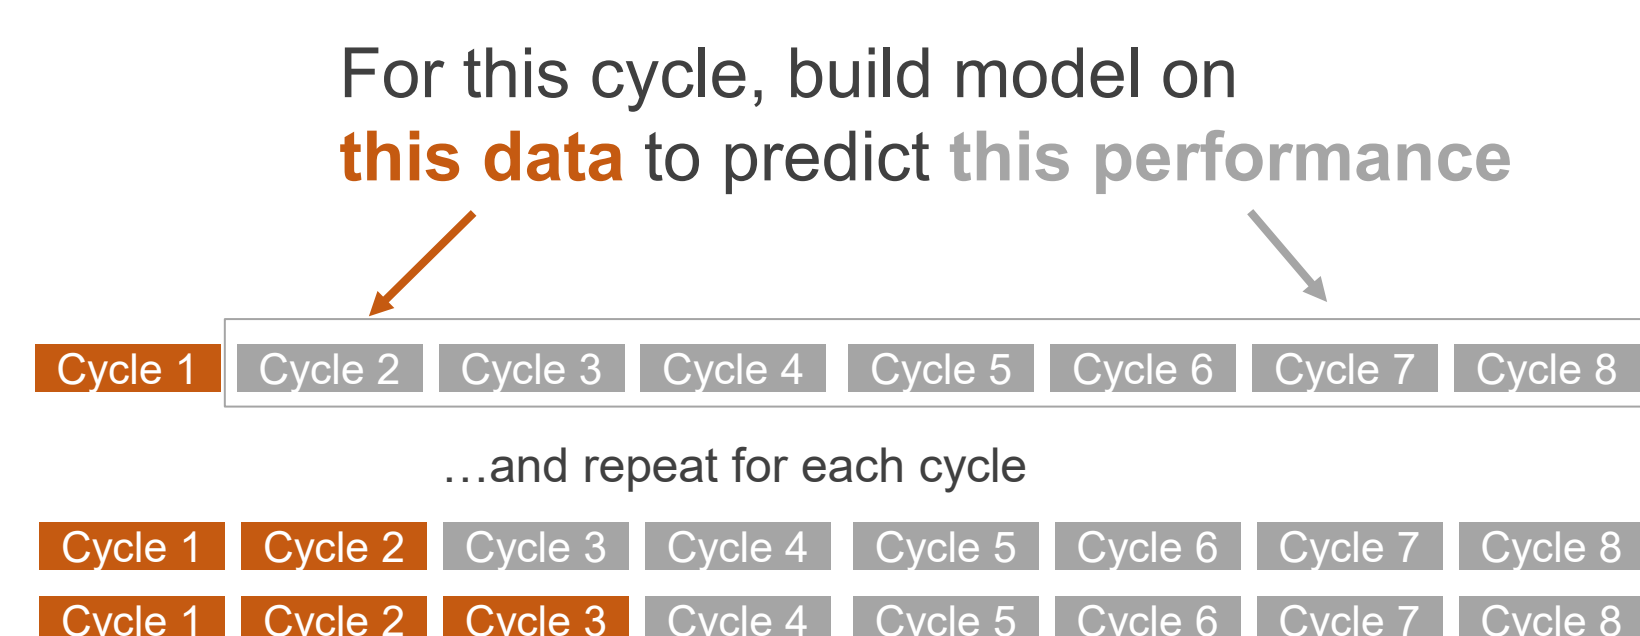 For this cycle, build model on
this data to predict this performance
Cycle 1 Cycle 2 Cycle 3 Cycle 4 Cycle 5 Cycle 6 Cycle 7 Cycle 8
…and repeat for each cycle
Cycle 1 Cycle 2 Cycle 3 Cycle 4 Cycle 5 Cycle 6 Cycle 7 Cycle 8
Cycle 1 Cycle 2 Cycle 3 Cycle 4 Cycle 5 Cycle 6 Cycle 7 Cycle 8